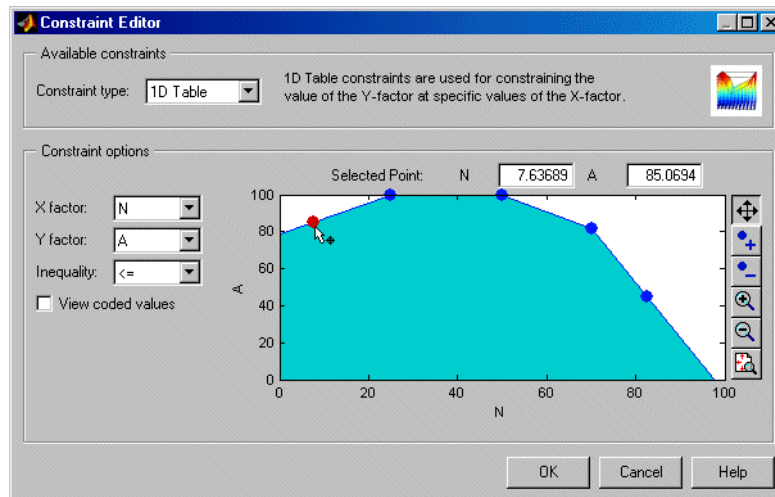 Constraint Editor
Available constraints
Constraint type: 1D Table
1D Table constraints are used for constraining the
value of the Y-factor at specific values of the X-factor.
Constraint options
Selected Point: N 7.63689 A 85.0694
X factor: N
Y factor: A
Inequality: <=
View coded values
100
80
60
40
20
0
A
0 20 40 60 80 100
N
OK Cancel Help